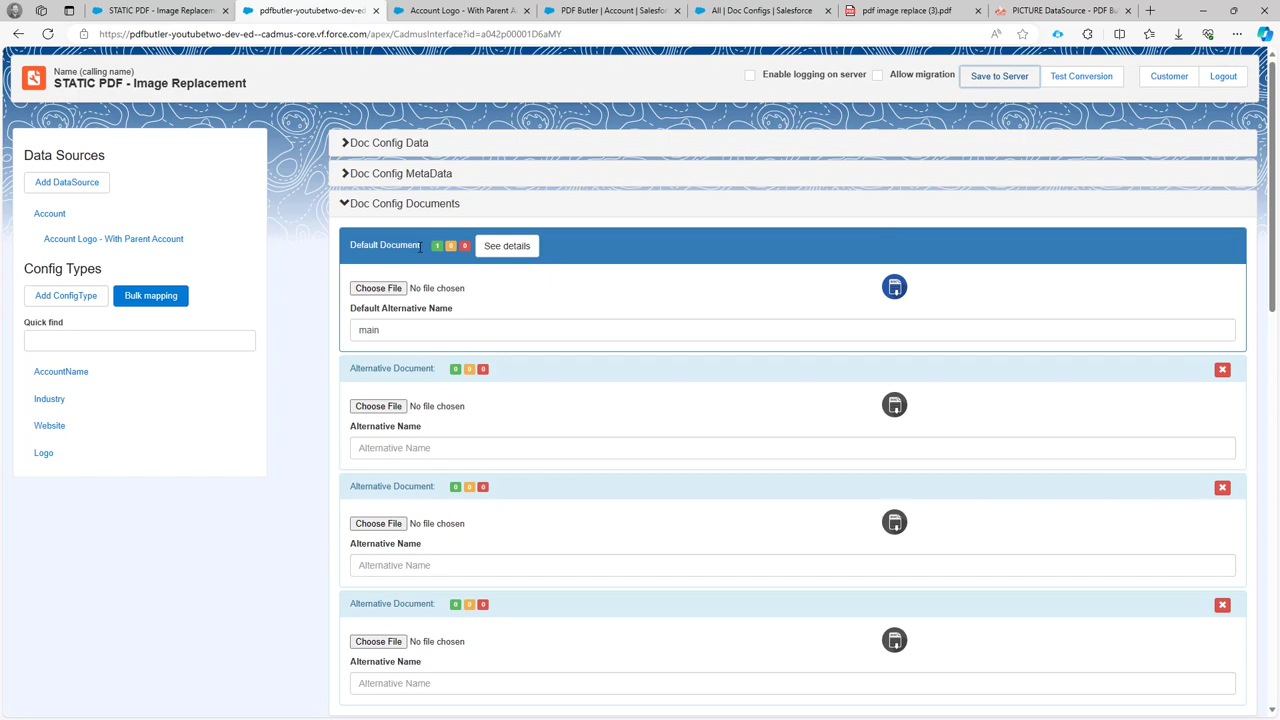 STATIC PDF - Image Replacemen
pdfbutler-youtubetwo-dev-ed
Account Logo - With Parent A
PDF Butler | Account | Salesfor
All | Doc Configs | Salesforce
pdf image replace (3).pdf
PICTURE DataSource - PDF Bu
https://pdfbutler-youtubetwo-dev-ed--cadmus-core.vf.force.com/apex/CadmusInterface?id=a042p00001D6aMY
Name (calling name)
STATIC PDF - Image Replacement
Enable logging on server
Allow migration
Save to Server
Test Conversion
Customer
Logout
Data Sources
Add DataSource
Account
Account Logo - With Parent Account
Config Types
Add ConfigType
Bulk mapping
Quick find
AccountName
Industry
Website
Logo
Doc Config Data
Doc Config MetaData
Doc Config Documents
Default Document: 1 0 0 See details
Choose File No file chosen
Default Alternative Name
main
Alternative Document: 0 0 0
Choose File No file chosen
Alternative Name
Alternative Name
Alternative Document: 0 0 0
Choose File No file chosen
Alternative Name
Alternative Name
Alternative Document: 0 0 0
Choose File No file chosen
Alternative Name
Alternative Name